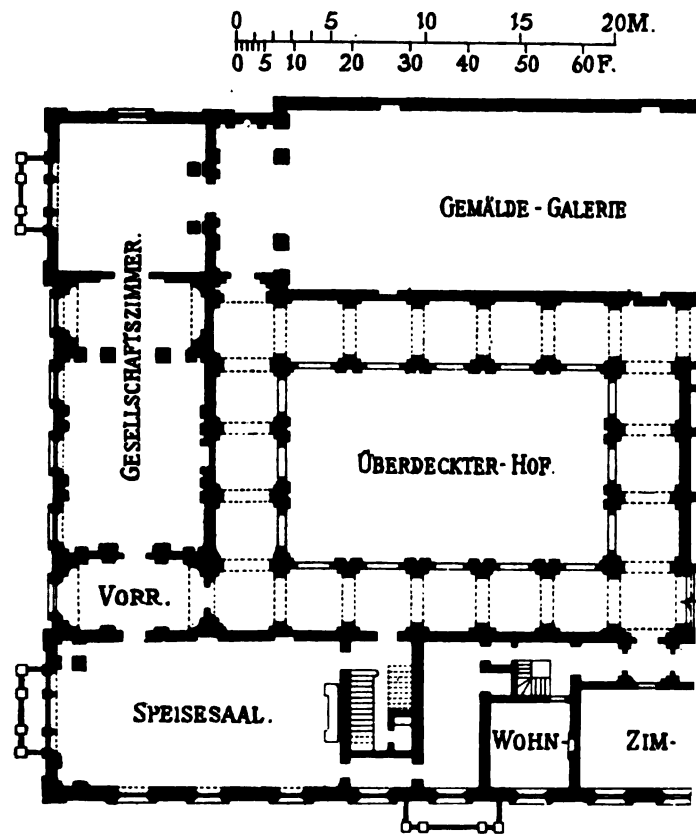 0 5 10 15 20M.
0 5 10 20 30 40 50 60 F.
GEMÄLDE - GALERIE
GESELLSCHAFTSZIMMER.
ÜBERDECKTER - HOF.
VORR.
SPEISESAAL.
WOHN- ZIM-